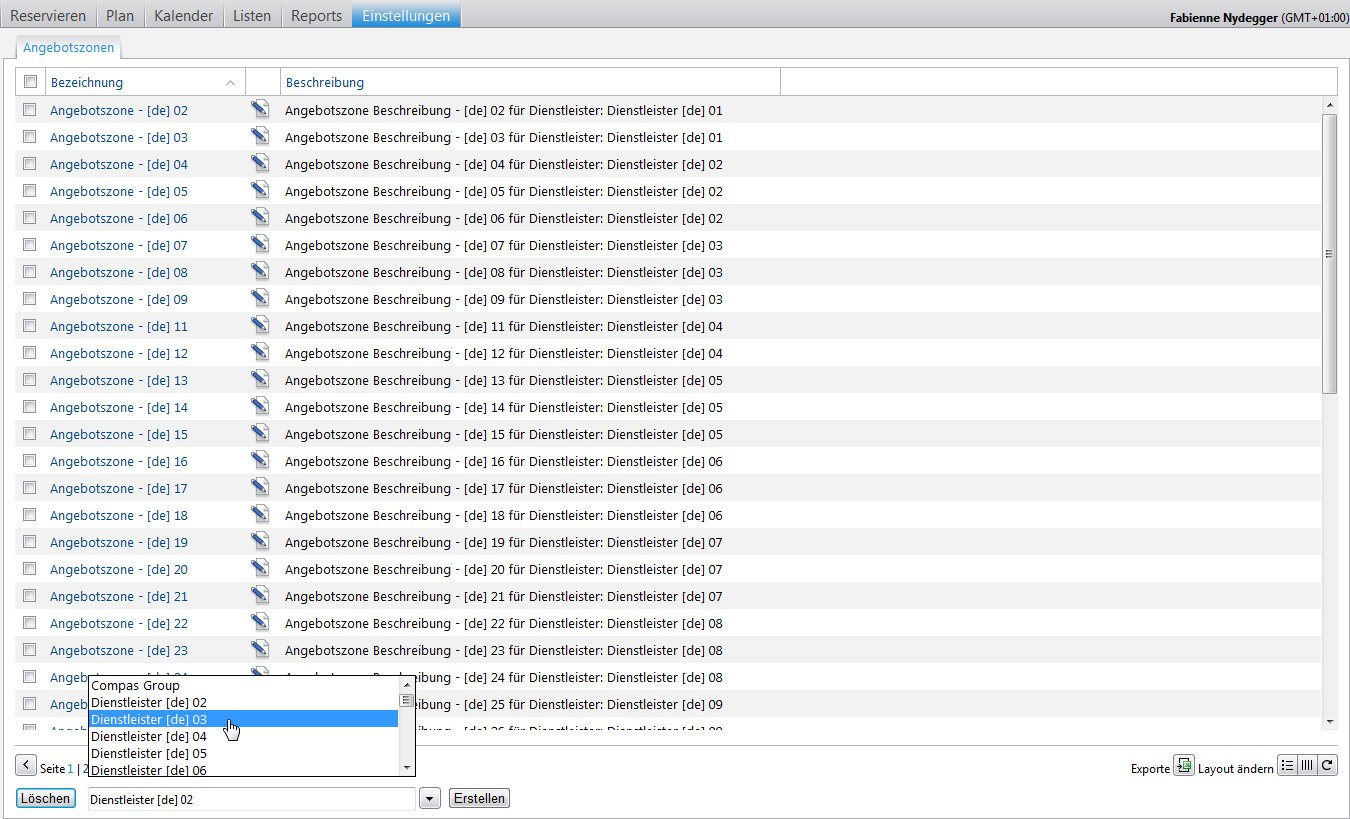 Reservieren Plan Kalender Listen Reports Einstellungen Fabienne Nydegger (GMT+01:00)
Angebotszonen
Bezeichnung Beschreibung
Angebotszone - [de] 02 Angebotszone Beschreibung - [de] 02 für Dienstleister: Dienstleister [de] 01
Angebotszone - [de] 03 Angebotszone Beschreibung - [de] 03 für Dienstleister: Dienstleister [de] 01
Angebotszone - [de] 04 Angebotszone Beschreibung - [de] 04 für Dienstleister: Dienstleister [de] 02
Angebotszone - [de] 05 Angebotszone Beschreibung - [de] 05 für Dienstleister: Dienstleister [de] 02
Angebotszone - [de] 06 Angebotszone Beschreibung - [de] 06 für Dienstleister: Dienstleister [de] 02
Angebotszone - [de] 07 Angebotszone Beschreibung - [de] 07 für Dienstleister: Dienstleister [de] 03
Angebotszone - [de] 08 Angebotszone Beschreibung - [de] 08 für Dienstleister: Dienstleister [de] 03
Angebotszone - [de] 09 Angebotszone Beschreibung - [de] 09 für Dienstleister: Dienstleister [de] 03
Angebotszone - [de] 11 Angebotszone Beschreibung - [de] 11 für Dienstleister: Dienstleister [de] 04
Angebotszone - [de] 12 Angebotszone Beschreibung - [de] 12 für Dienstleister: Dienstleister [de] 04
Angebotszone - [de] 13 Angebotszone Beschreibung - [de] 13 für Dienstleister: Dienstleister [de] 05
Angebotszone - [de] 14 Angebotszone Beschreibung - [de] 14 für Dienstleister: Dienstleister [de] 05
Angebotszone - [de] 15 Angebotszone Beschreibung - [de] 15 für Dienstleister: Dienstleister [de] 05
Angebotszone - [de] 16 Angebotszone Beschreibung - [de] 16 für Dienstleister: Dienstleister [de] 06
Angebotszone - [de] 17 Angebotszone Beschreibung - [de] 17 für Dienstleister: Dienstleister [de] 06
Angebotszone - [de] 18 Angebotszone Beschreibung - [de] 18 für Dienstleister: Dienstleister [de] 06
Angebotszone - [de] 19 Angebotszone Beschreibung - [de] 19 für Dienstleister: Dienstleister [de] 07
Angebotszone - [de] 20 Angebotszone Beschreibung - [de] 20 für Dienstleister: Dienstleister [de] 07
Angebotszone - [de] 21 Angebotszone Beschreibung - [de] 21 für Dienstleister: Dienstleister [de] 07
Angebotszone - [de] 22 Angebotszone Beschreibung - [de] 22 für Dienstleister: Dienstleister [de] 08
Angebotszone - [de] 23 Angebotszone Beschreibung - [de] 23 für Dienstleister: Dienstleister [de] 08
- [de] 24 für Dienstleister: Dienstleister [de] 08
Compas Group
Dienstleister [de] 02
- [de] 25 für Dienstleister: Dienstleister [de] 09
Dienstleister [de] 03
Dienstleister [de] 04
Dienstleister [de] 05
Dienstleister [de] 06
Seite 1 | 2 Exporte Layout ändern
Löschen Dienstleister [de] 02 Erstellen